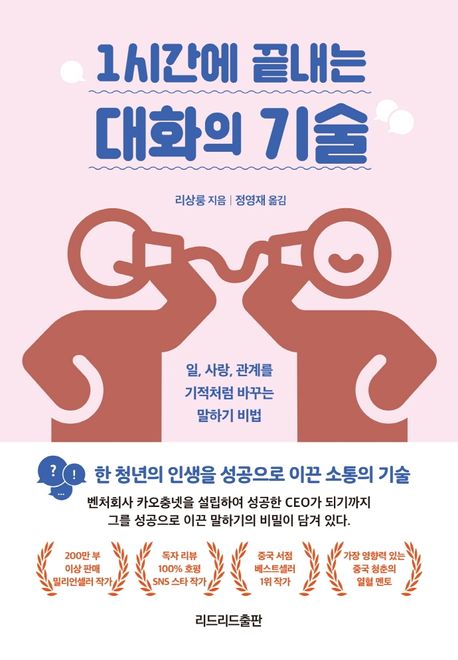 1시간에 끝내는
대화의 기술
리상룽 지음 | 정영재 옮김
일, 사랑, 관계를
기적처럼 바꾸는
말하기 비법
? ! ...
한 청년의 인생을 성공으로 이끈 소통의 기술
벤처회사 카오충넷을 설립하여 성공한 CEO가 되기까지
그를 성공으로 이끈 말하기의 비밀이 담겨 있다.
200만 부
이상 판매
밀리언셀러 작가
독자 리뷰
100% 호평
SNS 스타 작가
중국 서점
베스트셀러
1위 작가
가장 영향력 있는
중국 청춘의
열혈 멘토
리드리드출판